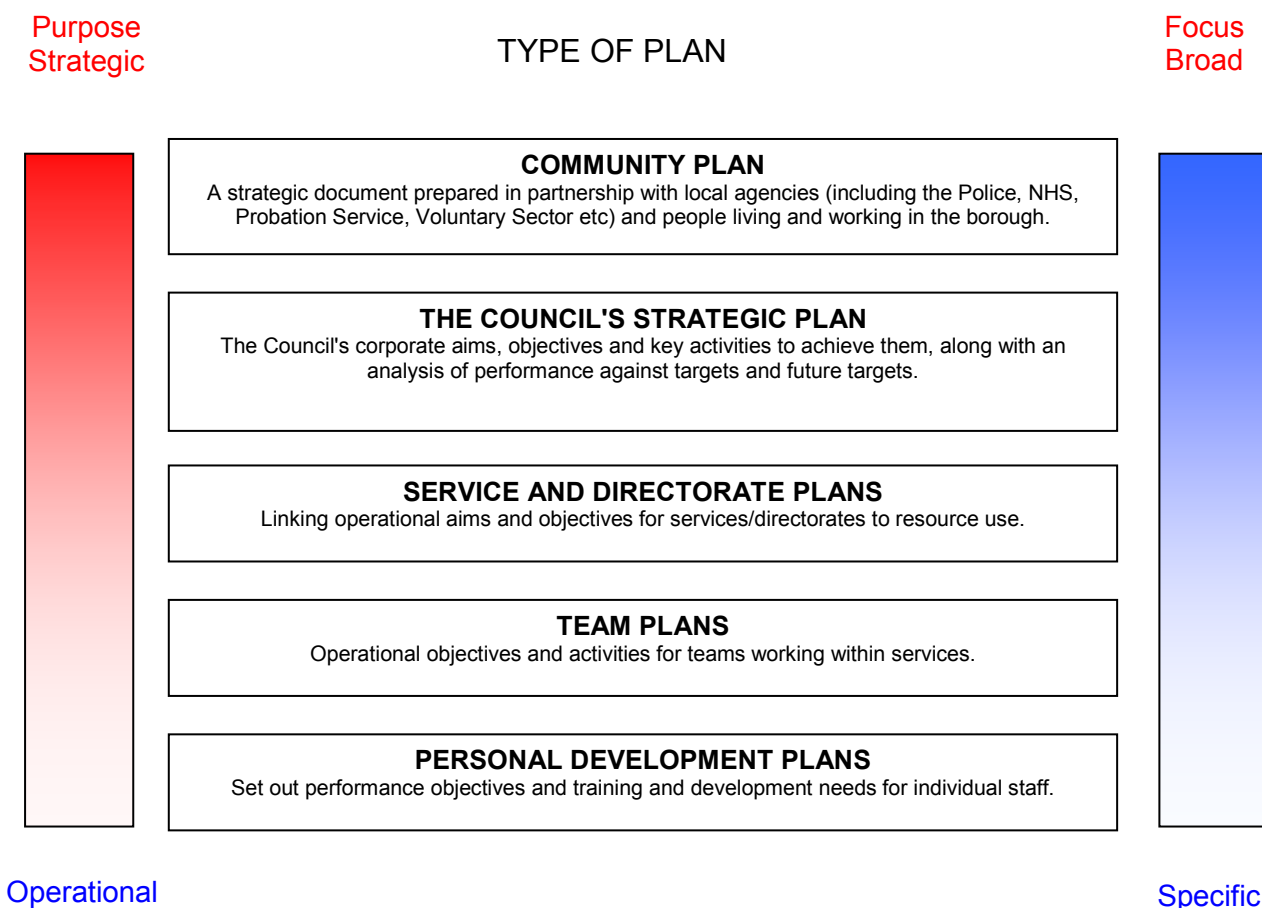 Purpose
Strategic
TYPE OF PLAN
Focus
Broad
COMMUNITY PLAN
A strategic document prepared in partnership with local agencies (including the Police, NHS,
Probation Service, Voluntary Sector etc) and people living and working in the borough.
THE COUNCIL'S STRATEGIC PLAN
The Council's corporate aims, objectives and key activities to achieve them, along with an
analysis of performance against targets and future targets.
SERVICE AND DIRECTORATE PLANS
Linking operational aims and objectives for services/directorates to resource use.
TEAM PLANS
Operational objectives and activities for teams working within services.
PERSONAL DEVELOPMENT PLANS
Set out performance objectives and training and development needs for individual staff.
Operational
Specific